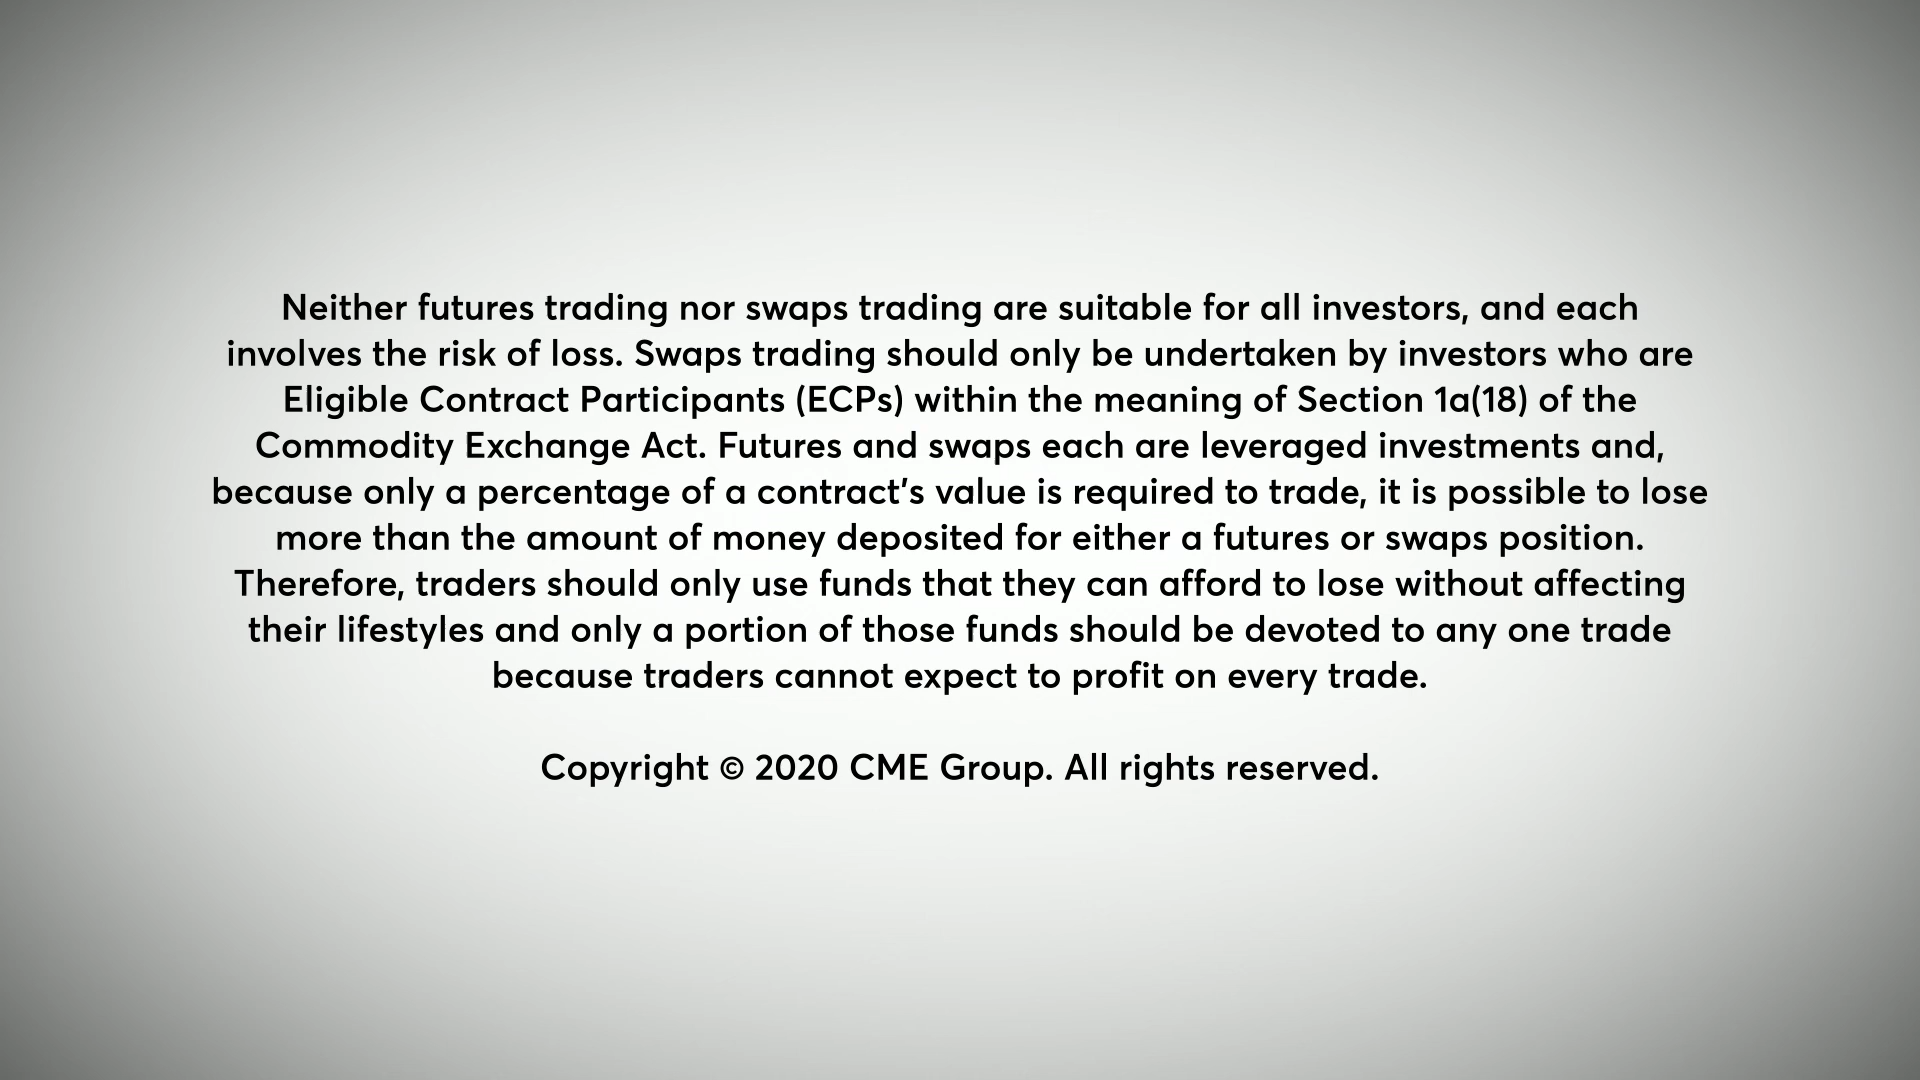 Neither futures trading nor swaps trading are suitable for all investors, and each
involves the risk of loss. Swaps trading should only be undertaken by investors who are
Eligible Contract Participants (ECPs) within the meaning of Section 1a(18) of the
Commodity Exchange Act. Futures and swaps each are leveraged investments and,
because only a percentage of a contract's value is required to trade, it is possible to lose
more than the amount of money deposited for either a futures or swaps position.
Therefore, traders should only use funds that they can afford to lose without affecting
their lifestyles and only a portion of those funds should be devoted to any one trade
because traders cannot expect to profit on every trade.
Copyright © 2020 CME Group. All rights reserved.